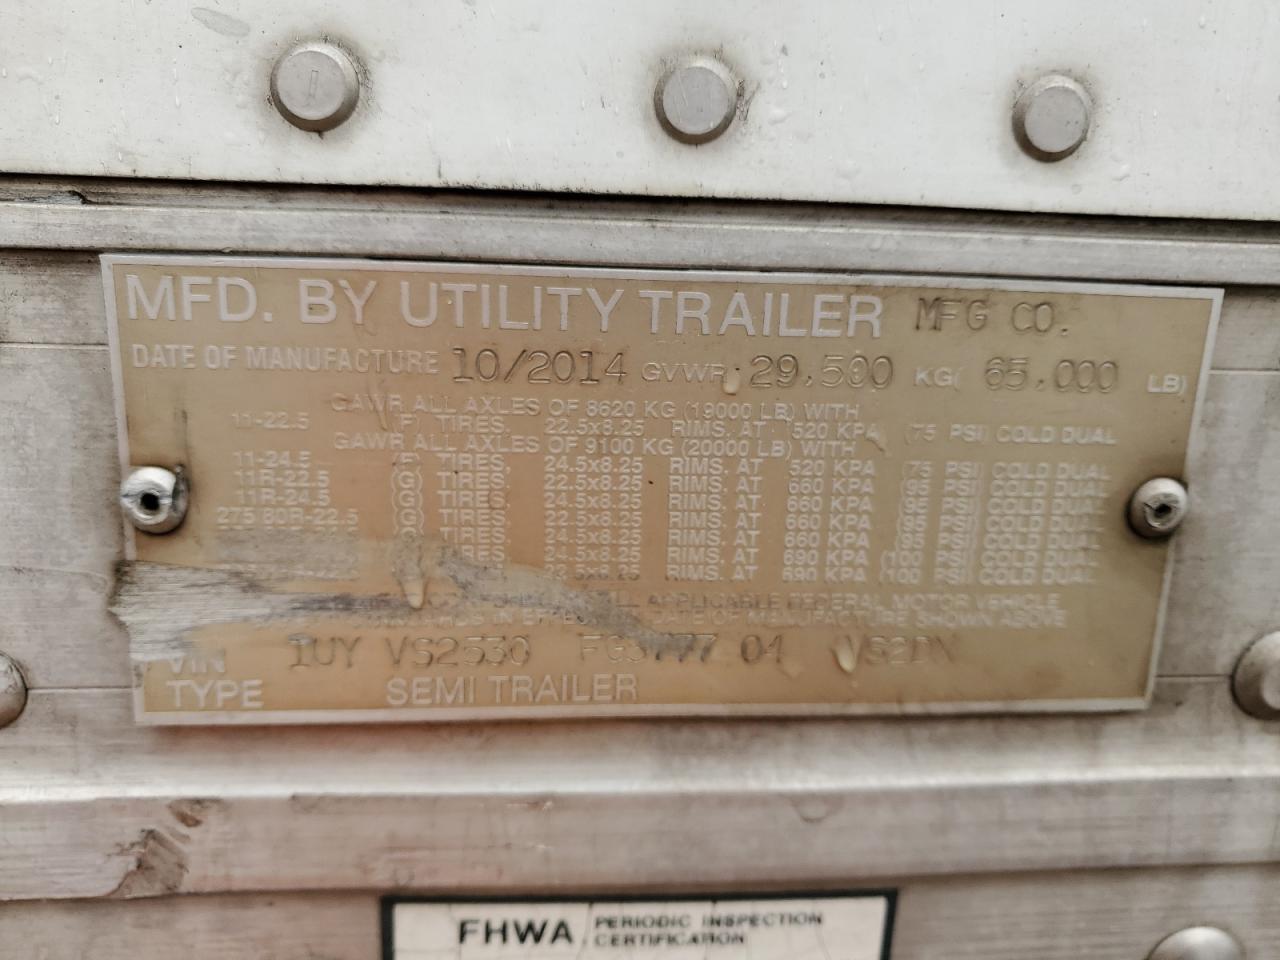 MFD. BY UTILITY TRAILER MFG CO.
DATE OF MANUFACTURE 10/2014 GVWR 29,500 KG( 65,000 LB)
GAWR ALL AXLES OF 8620 KG (19000 LB) WITH
11-22.5 (F) TIRES, 22.5x8.25 RIMS. AT 520 KPA (75 PSI) COLD DUAL
GAWR ALL AXLES OF 9100 KG (20000 LB) WITH
11-24.5 (F) TIRES, 24.5x8.25 RIMS. AT 520 KPA (75 PSI) COLD DUAL
11R-22.5 (G) TIRES, 22.5x8.25 RIMS. AT 660 KPA (95 PSI) COLD DUAL
11R-24.5 (G) TIRES, 24.5x8.25 RIMS. AT 660 KPA (95 PSI) COLD DUAL
275 80R-22.5 (G) TIRES, 22.5x8.25 RIMS. AT 660 KPA (95 PSI) COLD DUAL
(G) TIRES, 24.5x8.25 RIMS. AT 660 KPA (95 PSI) COLD DUAL
24.5x8.25 RIMS. AT 690 KPA (100 PSI) COLD DUAL
22.5x8.25 RIMS. AT 690 KPA (100 PSI) COLD DUAL
ALL APPLICABLE FEDERAL MOTOR VEHICLE
IN DATE OF MANUFACTURE SHOWN ABOVE
VIN 1UY VS2530 04 VS2DX
TYPE SEMI TRAILER
FHWA PERIODIC INSPECTION
CERTIFICATION